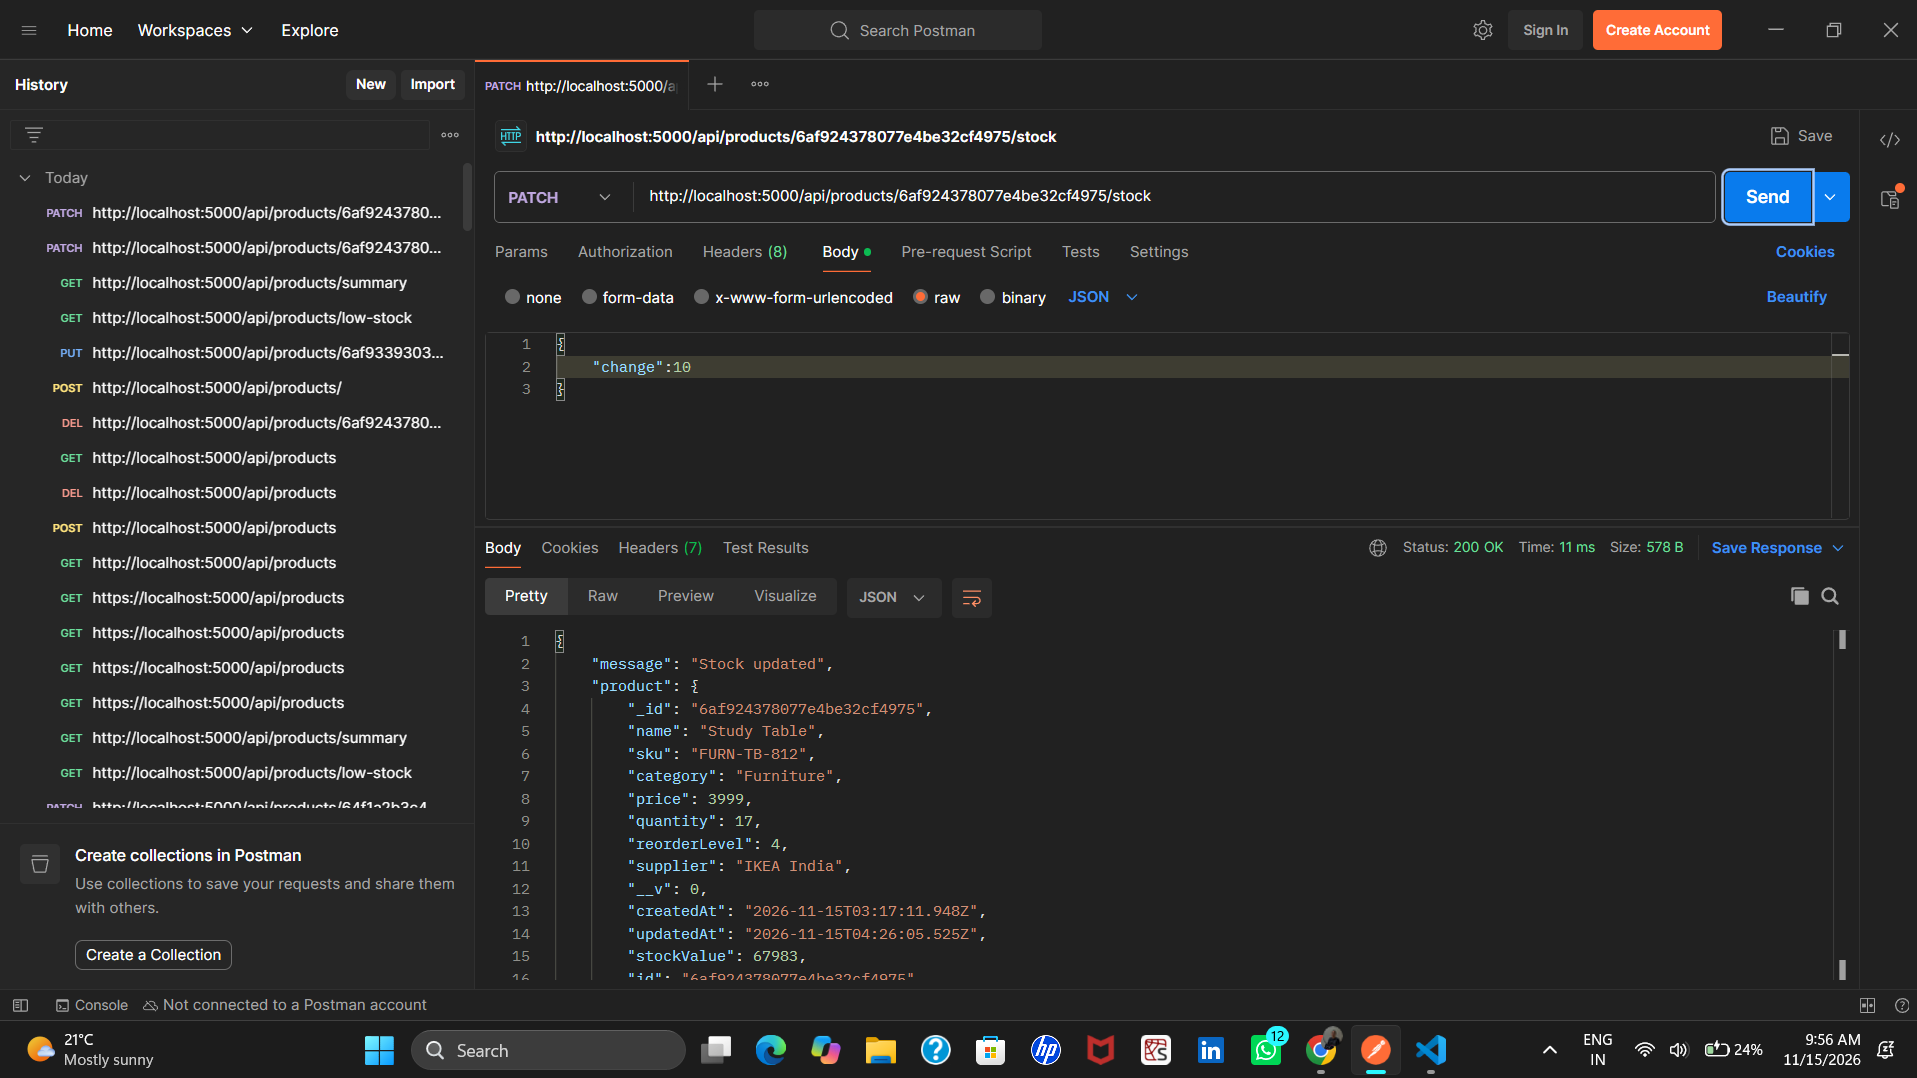 Home
Workspaces
Explore
Search Postman
Sign In
Create Account
History
New
Import
PATCH http://localhost:5000/a
Today
PATCH http://localhost:5000/api/products/6af9243780...
PATCH http://localhost:5000/api/products/6af9243780...
GET http://localhost:5000/api/products/summary
GET http://localhost:5000/api/products/low-stock
PUT http://localhost:5000/api/products/6af9339303...
POST http://localhost:5000/api/products/
DEL http://localhost:5000/api/products/6af9243780...
GET http://localhost:5000/api/products
DEL http://localhost:5000/api/products
POST http://localhost:5000/api/products
GET http://localhost:5000/api/products
GET https://localhost:5000/api/products
GET https://localhost:5000/api/products
GET https://localhost:5000/api/products
GET https://localhost:5000/api/products
GET http://localhost:5000/api/products/summary
GET http://localhost:5000/api/products/low-stock
PATCH http://localhost:5000/api/products/64f1a2b3c4
Create collections in Postman
Use collections to save your requests and share them
with others.
Create a Collection
HTTP http://localhost:5000/api/products/6af924378077e4be32cf4975/stock
Save
PATCH http://localhost:5000/api/products/6af924378077e4be32cf4975/stock
Send
Params Authorization Headers (8) Body Pre-request Script Tests Settings Cookies
none form-data x-www-form-urlencoded raw binary JSON Beautify
1 {
2 "change":10
3 }
Body Cookies Headers (7) Test Results Status: 200 OK Time: 11 ms Size: 578 B Save Response
Pretty Raw Preview Visualize JSON
1 {
2 "message": "Stock updated",
3 "product": {
4 "_id": "6af924378077e4be32cf4975",
5 "name": "Study Table",
6 "sku": "FURN-TB-812",
7 "category": "Furniture",
8 "price": 3999,
9 "quantity": 17,
10 "reorderLevel": 4,
11 "supplier": "IKEA India",
12 "__v": 0,
13 "createdAt": "2026-11-15T03:17:11.948Z",
14 "updatedAt": "2026-11-15T04:26:05.525Z",
15 "stockValue": 67983,
16 "id": "6af924378077e4be32cf4975"
Console Not connected to a Postman account
21°C
Mostly sunny
Search
12
ENG
IN
24%
9:56 AM
11/15/2026